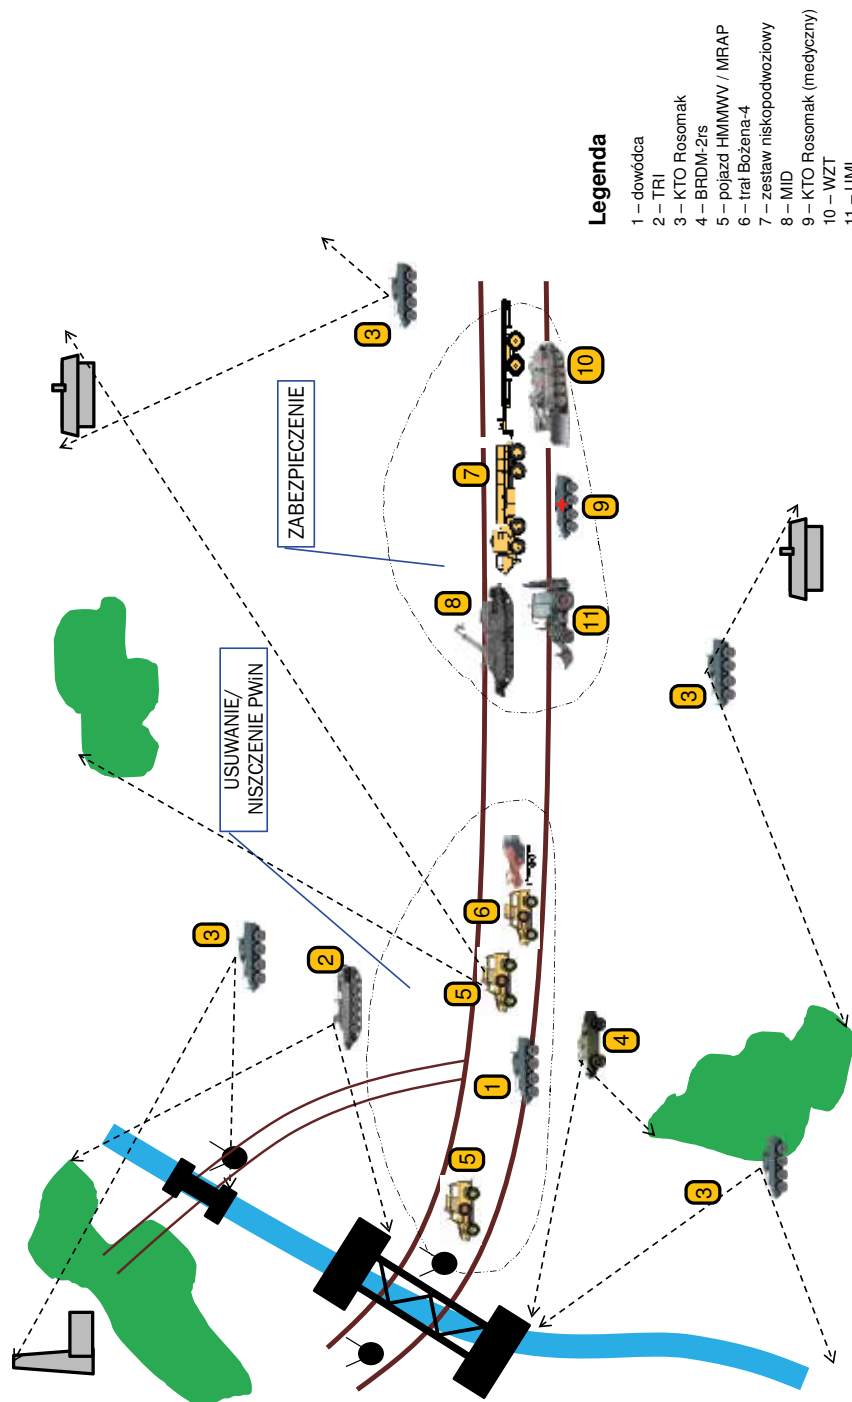 USUWANIE/
NISZCZENIE PWiN
ZABEZPIECZENIE
3
3
2
5
6
8
7
10
9
11
5
1
4
3
3
Legenda
1 – dowódca
2 – TRI
3 – KTO Rosomak
4 – BRDM-2rs
5 – pojazd HMMWV / MRAP
6 – trał Bożena-4
7 – zestaw niskopodwoziowy
8 – MID
9 – KTO Rosomak (medyczny)
10 – WZT
11 – UMI